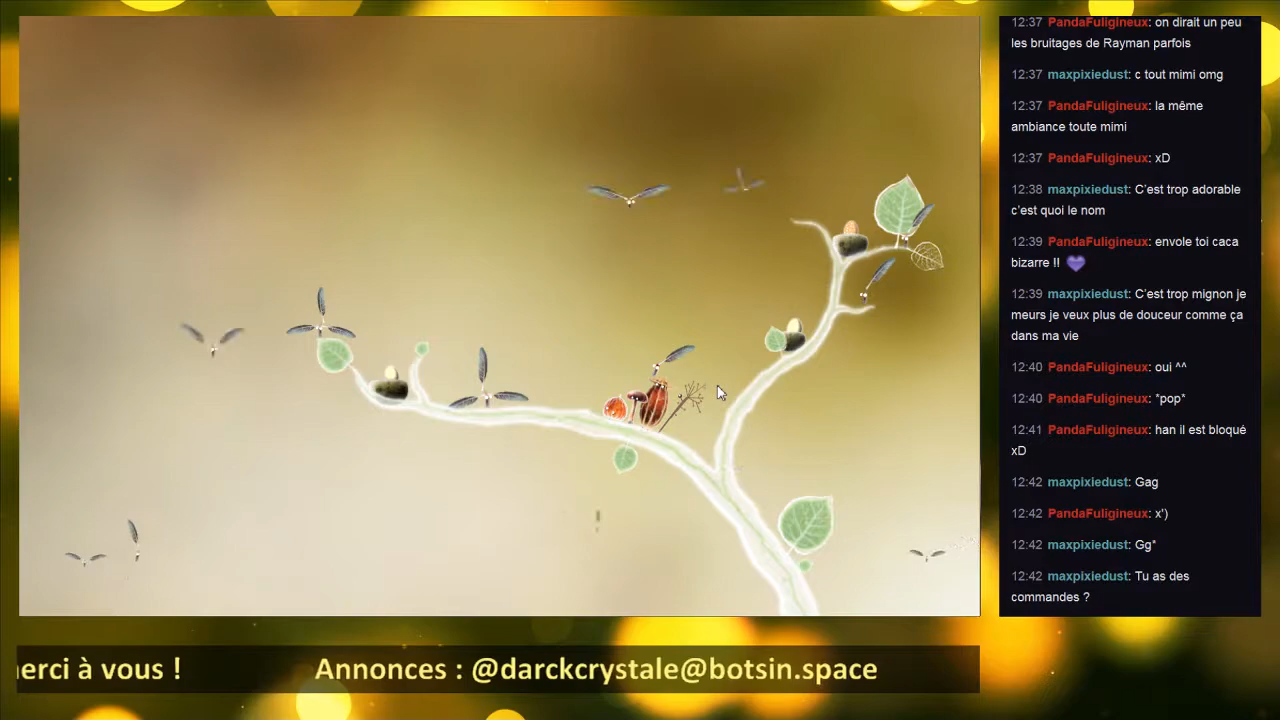 12:37 PandaFuligineux: on dirait un peu
les bruitages de Rayman parfois
12:37 maxpixiedust: c tout mimi omg
12:37 PandaFuligineux: la même
ambiance toute mimi
12:37 PandaFuligineux: xD
12:38 maxpixiedust: C'est trop adorable
c'est quoi le nom
12:39 PandaFuligineux: envole toi caca
bizarre !!
12:39 maxpixiedust: C'est trop mignon je
meurs je veux plus de douceur comme ça
dans ma vie
12:40 PandaFuligineux: oui ^^
12:40 PandaFuligineux: *pop*
12:41 PandaFuligineux: han il est bloqué
xD
12:42 maxpixiedust: Gag
12:42 PandaFuligineux: x')
12:42 maxpixiedust: Gg*
12:42 maxpixiedust: Tu as des
commandes ?
erci à vous ! Annonces : @darckcrystale@botsin.space